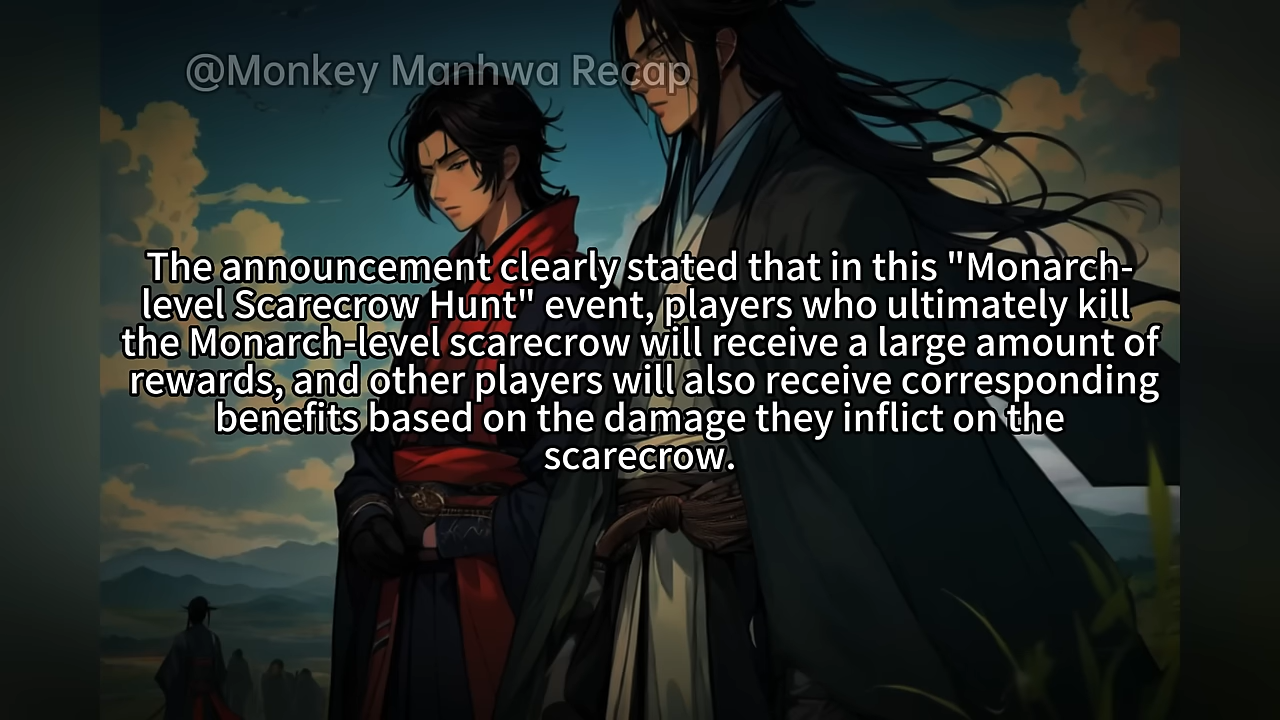 @Monkey Manhwa Recap
The announcement clearly stated that in this "Monarch-
level Scarecrow Hunt" event, players who ultimately kill
the Monarch-level scarecrow will receive a large amount of
rewards, and other players will also receive corresponding
benefits based on the damage they inflict on the
scarecrow.